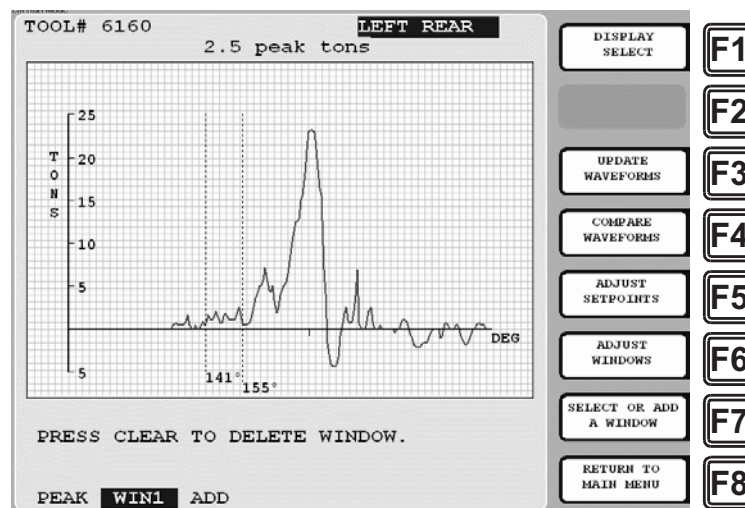 TOOL# 6160 LEFT REAR
2.5 peak tons
TONS
25
20
15
10
5
5
DEG
141°
155°
PRESS CLEAR TO DELETE WINDOW.
PEAK WIN1 ADD
DISPLAY
SELECT
F1
F2
UPDATE
WAVEFORMS
F3
COMPARE
WAVEFORMS
F4
ADJUST
SETPOINTS
F5
ADJUST
WINDOWS
F6
SELECT OR ADD
A WINDOW
F7
RETURN TO
MAIN MENU
F8